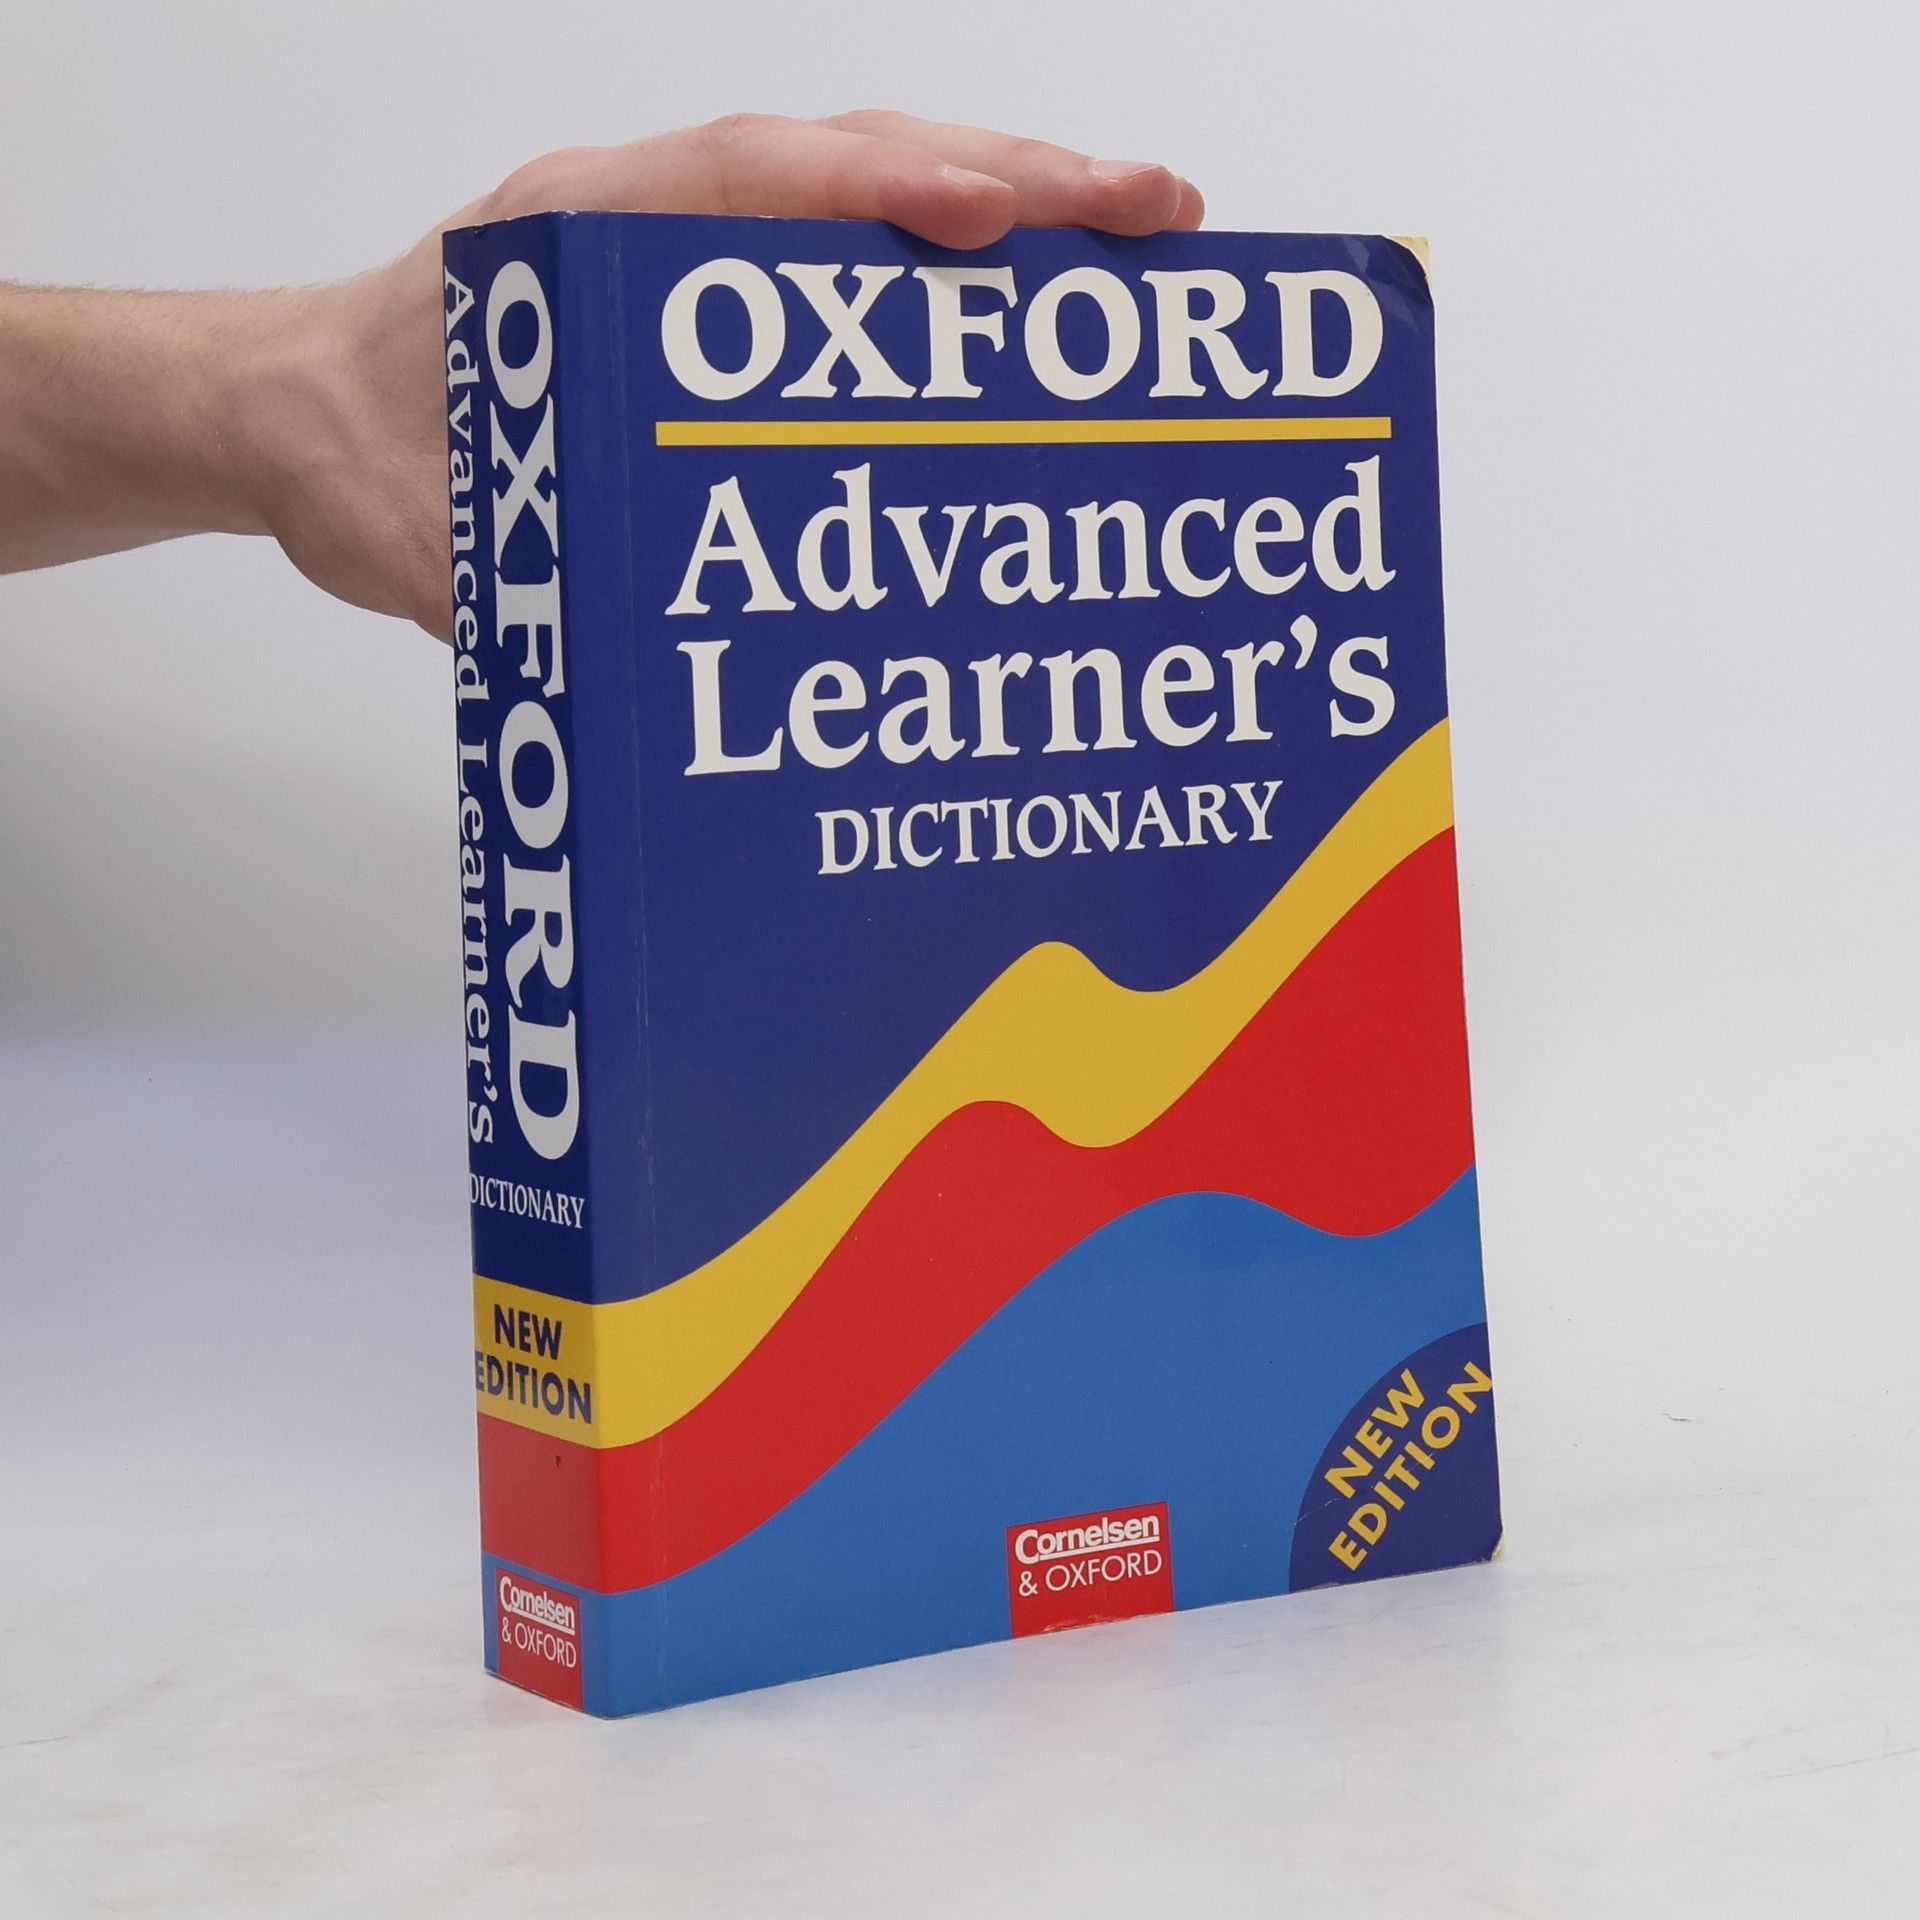 OXFORD
Advanced Learner's
DICTIONARY
NEW
EDITION
Cornelsen
& OXFORD
OXFORD
Advanced
Learner's
DICTIONARY
NEW
EDITION
Cornelsen
& OXFORD